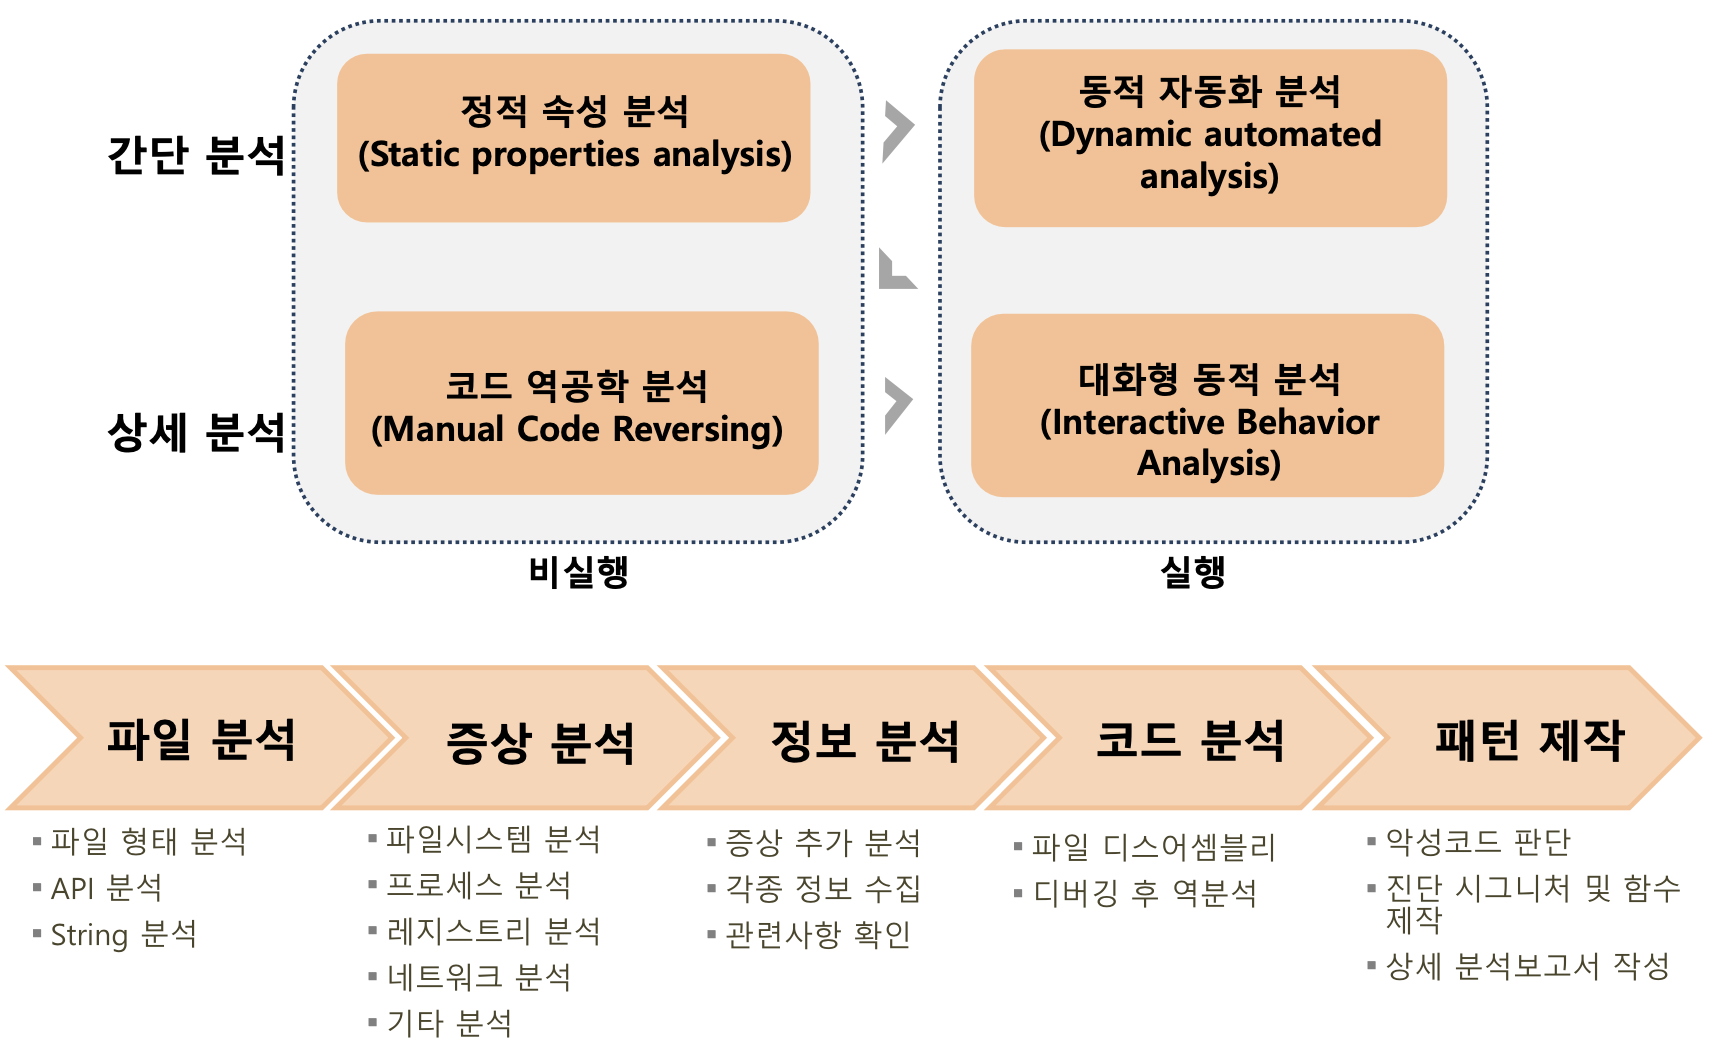 간단 분석
정적 속성 분석
(Static properties analysis)
동적 자동화 분석
(Dynamic automated
analysis)
상세 분석
코드 역공학 분석
(Manual Code Reversing)
대화형 동적 분석
(Interactive Behavior
Analysis)
비실행
실행
파일 분석
▪ 파일 형태 분석
▪ API 분석
▪ String 분석
증상 분석
▪ 파일시스템 분석
▪ 프로세스 분석
▪ 레지스트리 분석
▪ 네트워크 분석
▪ 기타 분석
정보 분석
▪ 증상 추가 분석
▪ 각종 정보 수집
▪ 관련사항 확인
코드 분석
▪ 파일 디스어셈블리
▪ 디버깅 후 역분석
패턴 제작
▪ 악성코드 판단
▪ 진단 시그니처 및 함수
제작
▪ 상세 분석보고서 작성